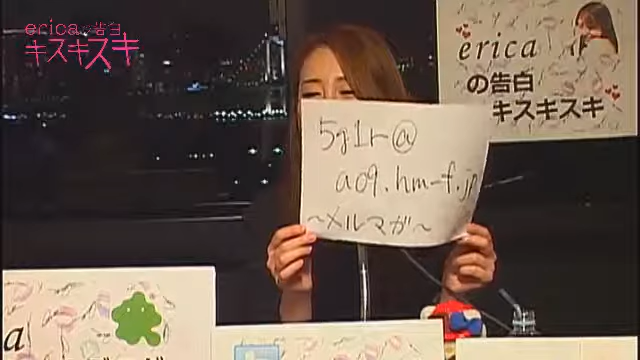 ericaの告白
キスキスキ
erica
の告白
キスキスキ
5g1r@
a09.hm-f.jp
~メルマガ~
a